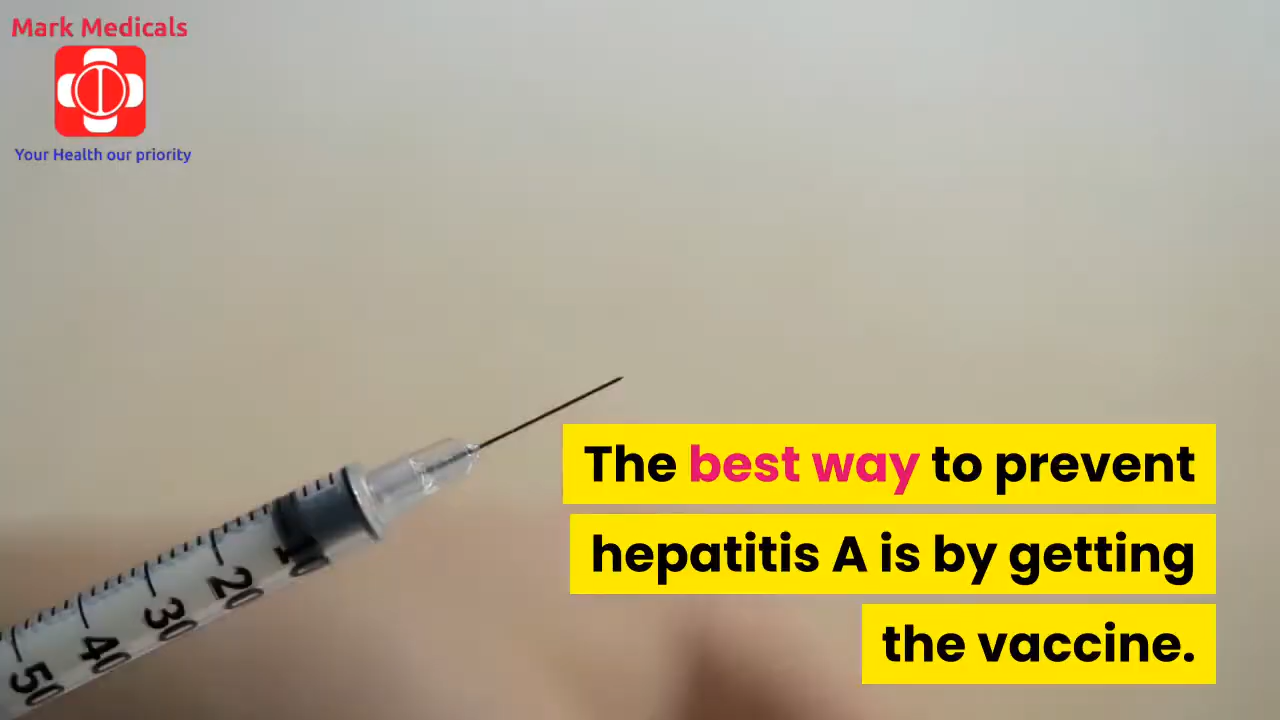 Mark Medicals
Your Health our priority
The best way to prevent
hepatitis A is by getting
the vaccine.
10
20
30
40
50